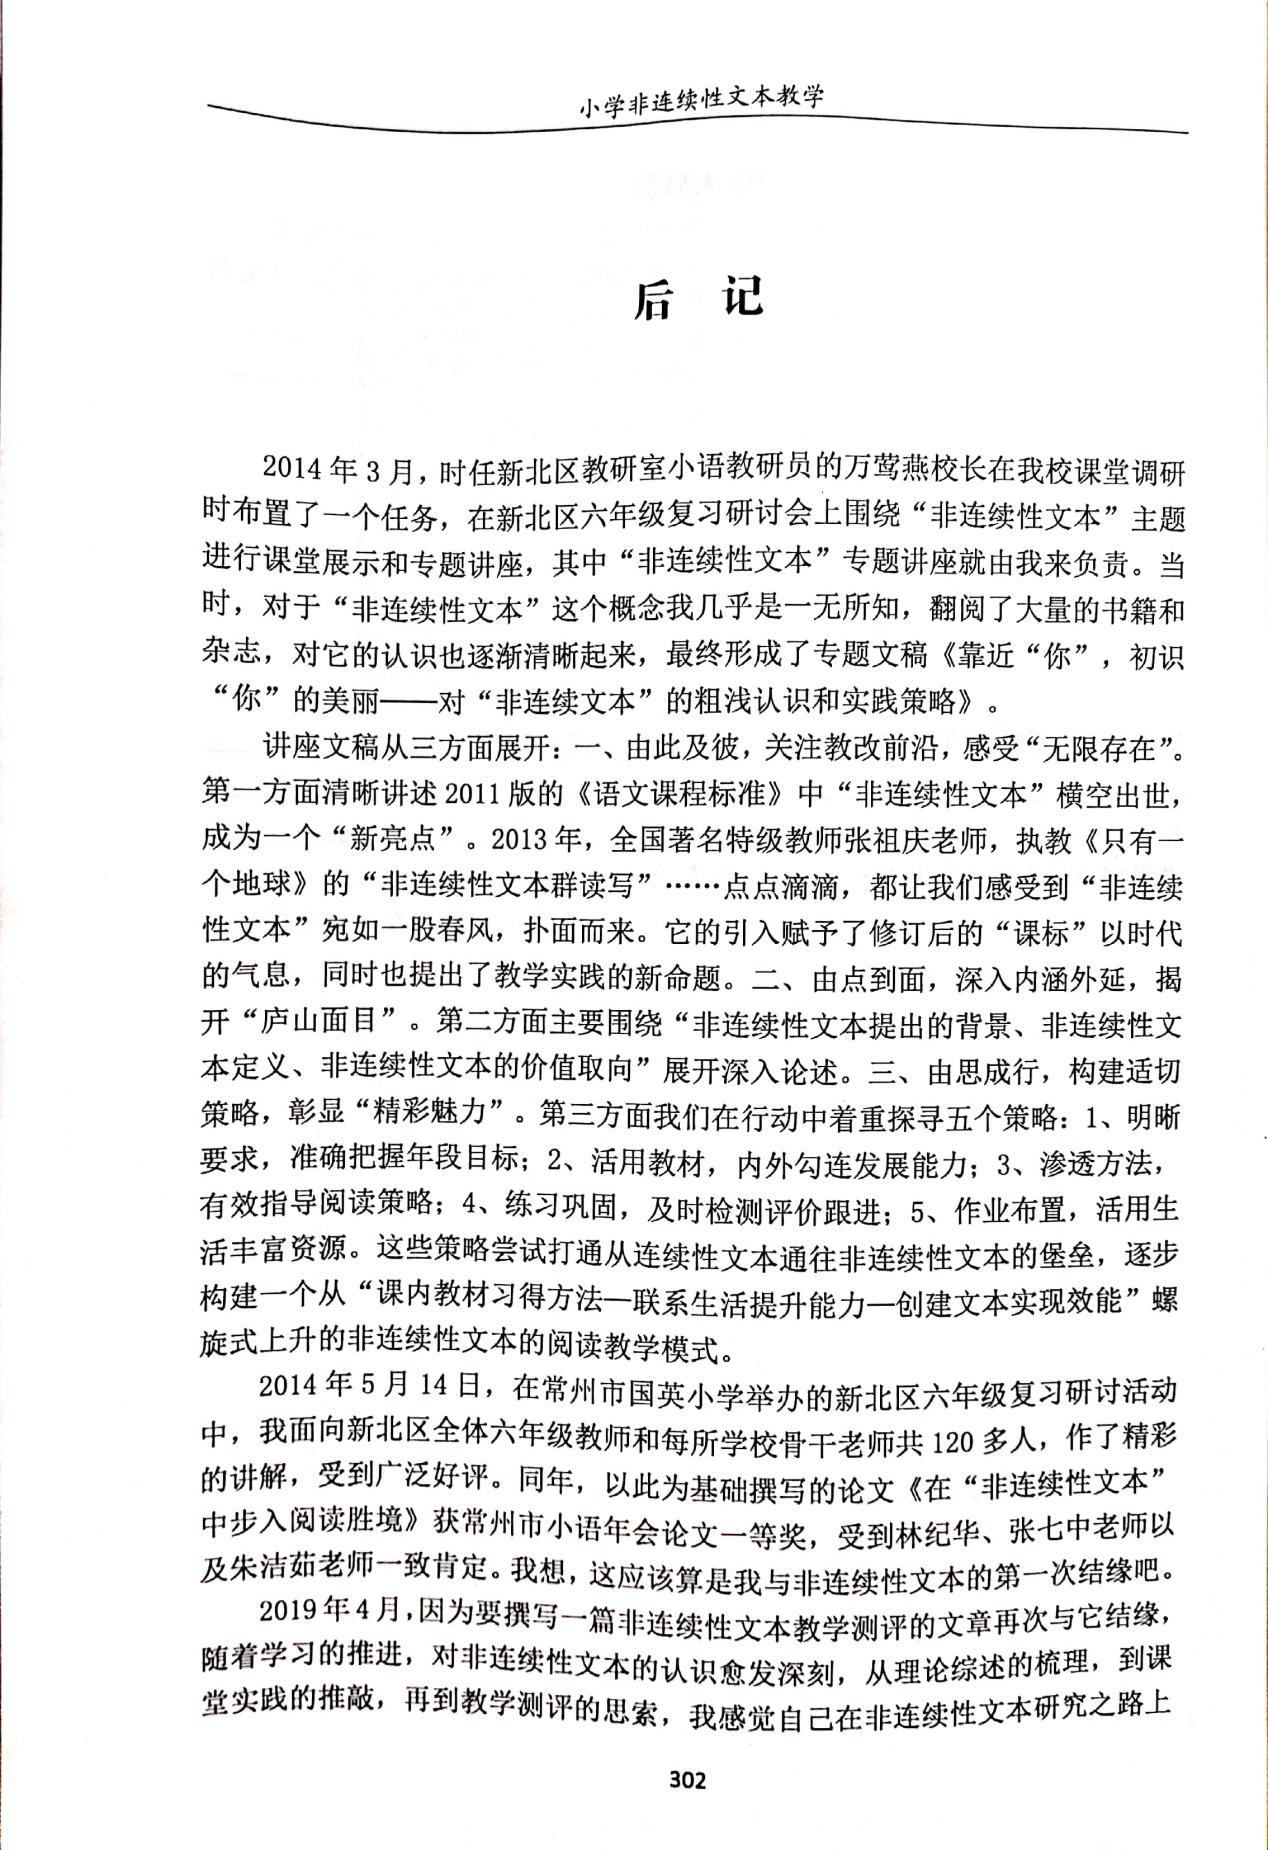 小学非连续性文本教学
后 记
2014 年 3 月，时任新北区教研室小语教研员的万莺燕校长在我校课堂调研
时布置了一个任务，在新北区六年级复习研讨会上围绕“非连续性文本”主题
进行课堂展示和专题讲座，其中“非连续性文本”专题讲座就由我来负责。当
时，对于“非连续性文本”这个概念我几乎是一无所知，翻阅了大量的书籍和
杂志，对它的认识也逐渐清晰起来，最终形成了专题文稿《靠近“你”，初识
“你”的美丽——对“非连续文本”的粗浅认识和实践策略》。
讲座文稿从三方面展开：一、由此及彼，关注教改前沿，感受“无限存在”。
第一方面清晰讲述 2011 版的《语文课程标准》中“非连续性文本”横空出世，
成为一个“新亮点”。2013 年，全国著名特级教师张祖庆老师，执教《只有一
个地球》的“非连续性文本群读写”……点点滴滴，都让我们感受到“非连续
性文本”宛如一股春风，扑面而来。它的引入赋予了修订后的“课标”以时代
的气息，同时也提出了教学实践的新命题。二、由点到面，深入内涵外延，揭
开“庐山面目”。第二方面主要围绕“非连续性文本提出的背景、非连续性文
本定义、非连续性文本的价值取向”展开深入论述。三、由思成行，构建适切
策略，彰显“精彩魅力”。第三方面我们在行动中着重探寻五个策略：1、明晰
要求，准确把握年段目标；2、活用教材，内外勾连发展能力；3、渗透方法，
有效指导阅读策略；4、练习巩固，及时检测评价跟进；5、作业布置，活用生
活丰富资源。这些策略尝试打通从连续性文本通往非连续性文本的堡垒，逐步
构建一个从“课内教材习得方法—联系生活提升能力—创建文本实现效能”螺
旋式上升的非连续性文本的阅读教学模式。
2014 年 5 月 14 日，在常州市国英小学举办的新北区六年级复习研讨活动
中，我面向新北区全体六年级教师和每所学校骨干老师共 120 多人，作了精彩
的讲解，受到广泛好评。同年，以此为基础撰写的论文《在“非连续性文本”
中步入阅读胜境》获常州市小语年会论文一等奖，受到林纪华、张七中老师以
及朱洁茹老师一致肯定。我想，这应该算是我与非连续性文本的第一次结缘吧。
2019 年 4 月，因为要撰写一篇非连续性文本教学测评的文章再次与它结缘，
随着学习的推进，对非连续性文本的认识愈发深刻，从理论综述的梳理，到课
堂实践的推敲，再到教学测评的思索，我感觉自己在非连续性文本研究之路上
302